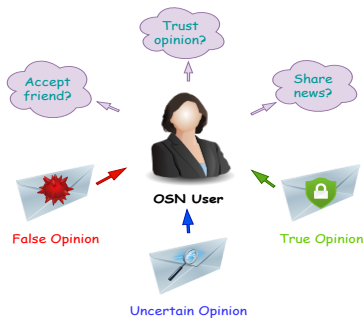 Trust
opinion?
Accept
friend?
Share
news?
OSN User
False Opinion
True Opinion
Uncertain Opinion